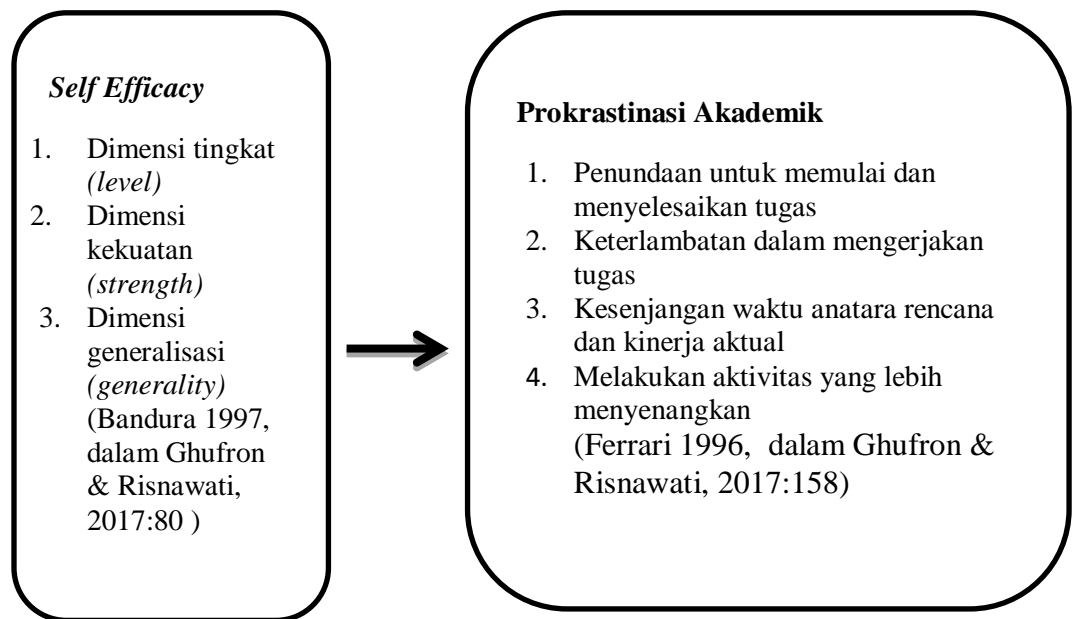 Self Efficacy
1. Dimensi tingkat
(level)
2. Dimensi
kekuatan
(strength)
3. Dimensi
generalisasi
(generality)
(Bandura 1997,
dalam Ghufron
& Risnawati,
2017:80 )
Prokrastinasi Akademik
1. Penundaan untuk memulai dan
menyelesaikan tugas
2. Keterlambatan dalam mengerjakan
tugas
3. Kesenjangan waktu anatara rencana
dan kinerja aktual
4. Melakukan aktivitas yang lebih
menyenangkan
(Ferrari 1996, dalam Ghufron &
Risnawati, 2017:158)